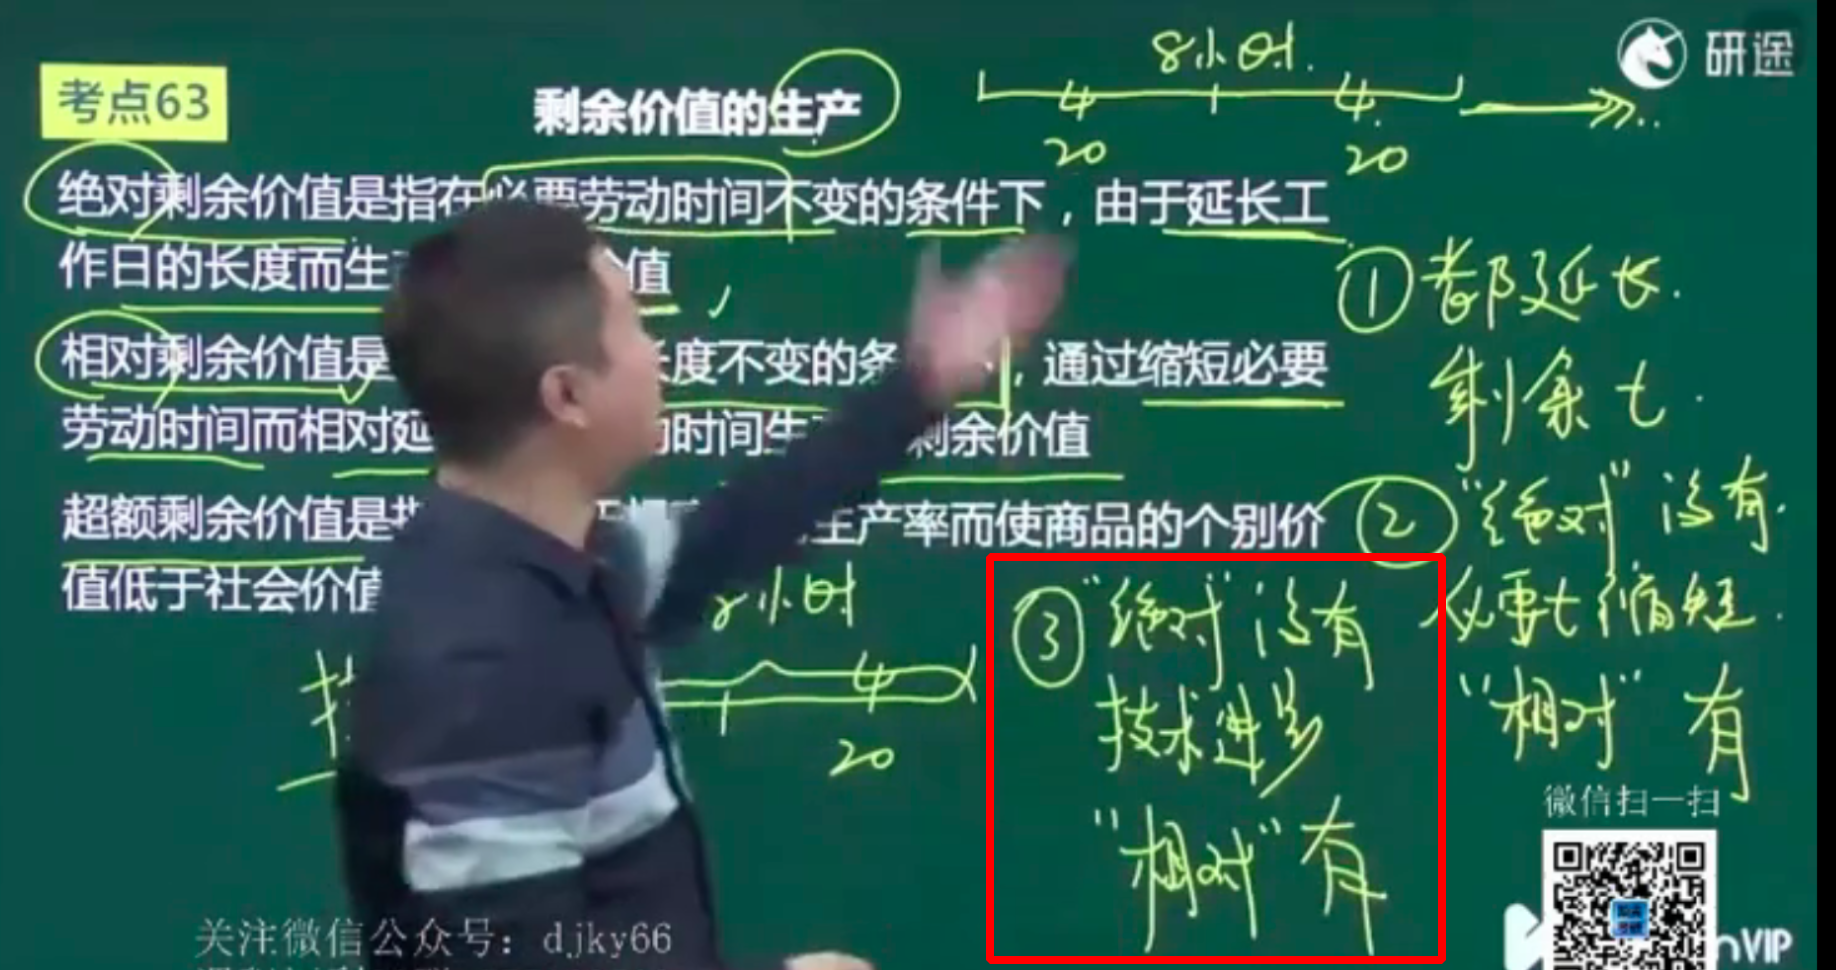 研途
考点63
剩余价值的生产
8小时.
4 4
20 20
绝对剩余价值是指在必要劳动时间不变的条件下，由于延长工
作日的长度而生 价值
相对剩余价值是 长度不变的条 ，通过缩短必要
劳动时间而相对延 动时间生 剩余价值
超额剩余价值是指 生产率而使商品的个别价
值低于社会价值
① 都延长.
剩余t.
② “绝对”没有.
必要t缩短.
“相对”有
小时
4
20
③ “绝对”没有
技术进步
“相对”有
微信扫一扫
关注微信公众号：djky66
VIP